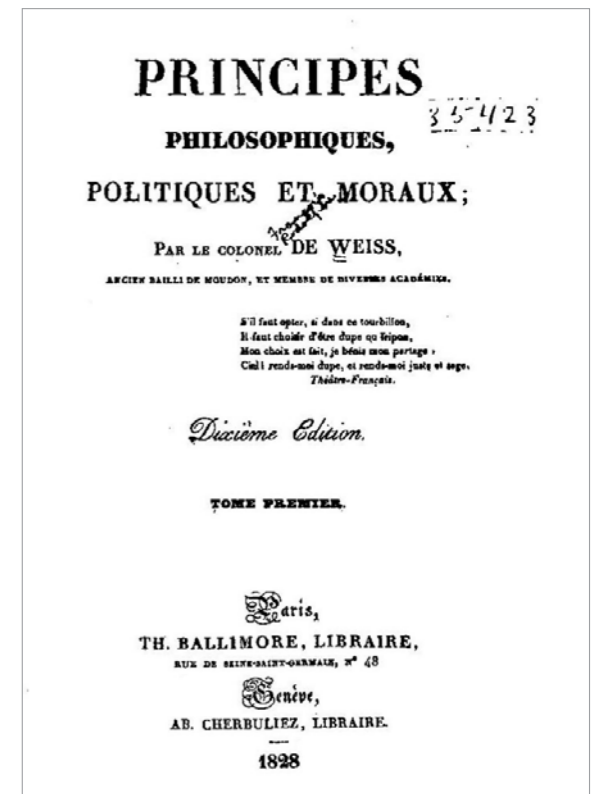 PRINCIPES
35423
PHILOSOPHIQUES,
POLITIQUES ET MORAUX;
PAR LE COLONEL DE WEISS,
ANCIEN BAILLI DE MOUDON, ET MEMBRE DE DIVERSES ACADÉMIES.
S'il faut opter, si dans ce tourbillon,
Il faut choisir d'être dupe ou fripon,
Mon choix est fait, je bénis mon partage :
Ciel! rends-moi dupe, et rends-moi juste et sage.
Théâtre-Français.
Dixième Edition.
TOME PREMIER.
Paris,
TH. BALLIMORE, LIBRAIRE,
RUE DE SEINE-SAINT-GERMAIN, N° 48
Genève,
AB. CHERBULIEZ, LIBRAIRE.
1828